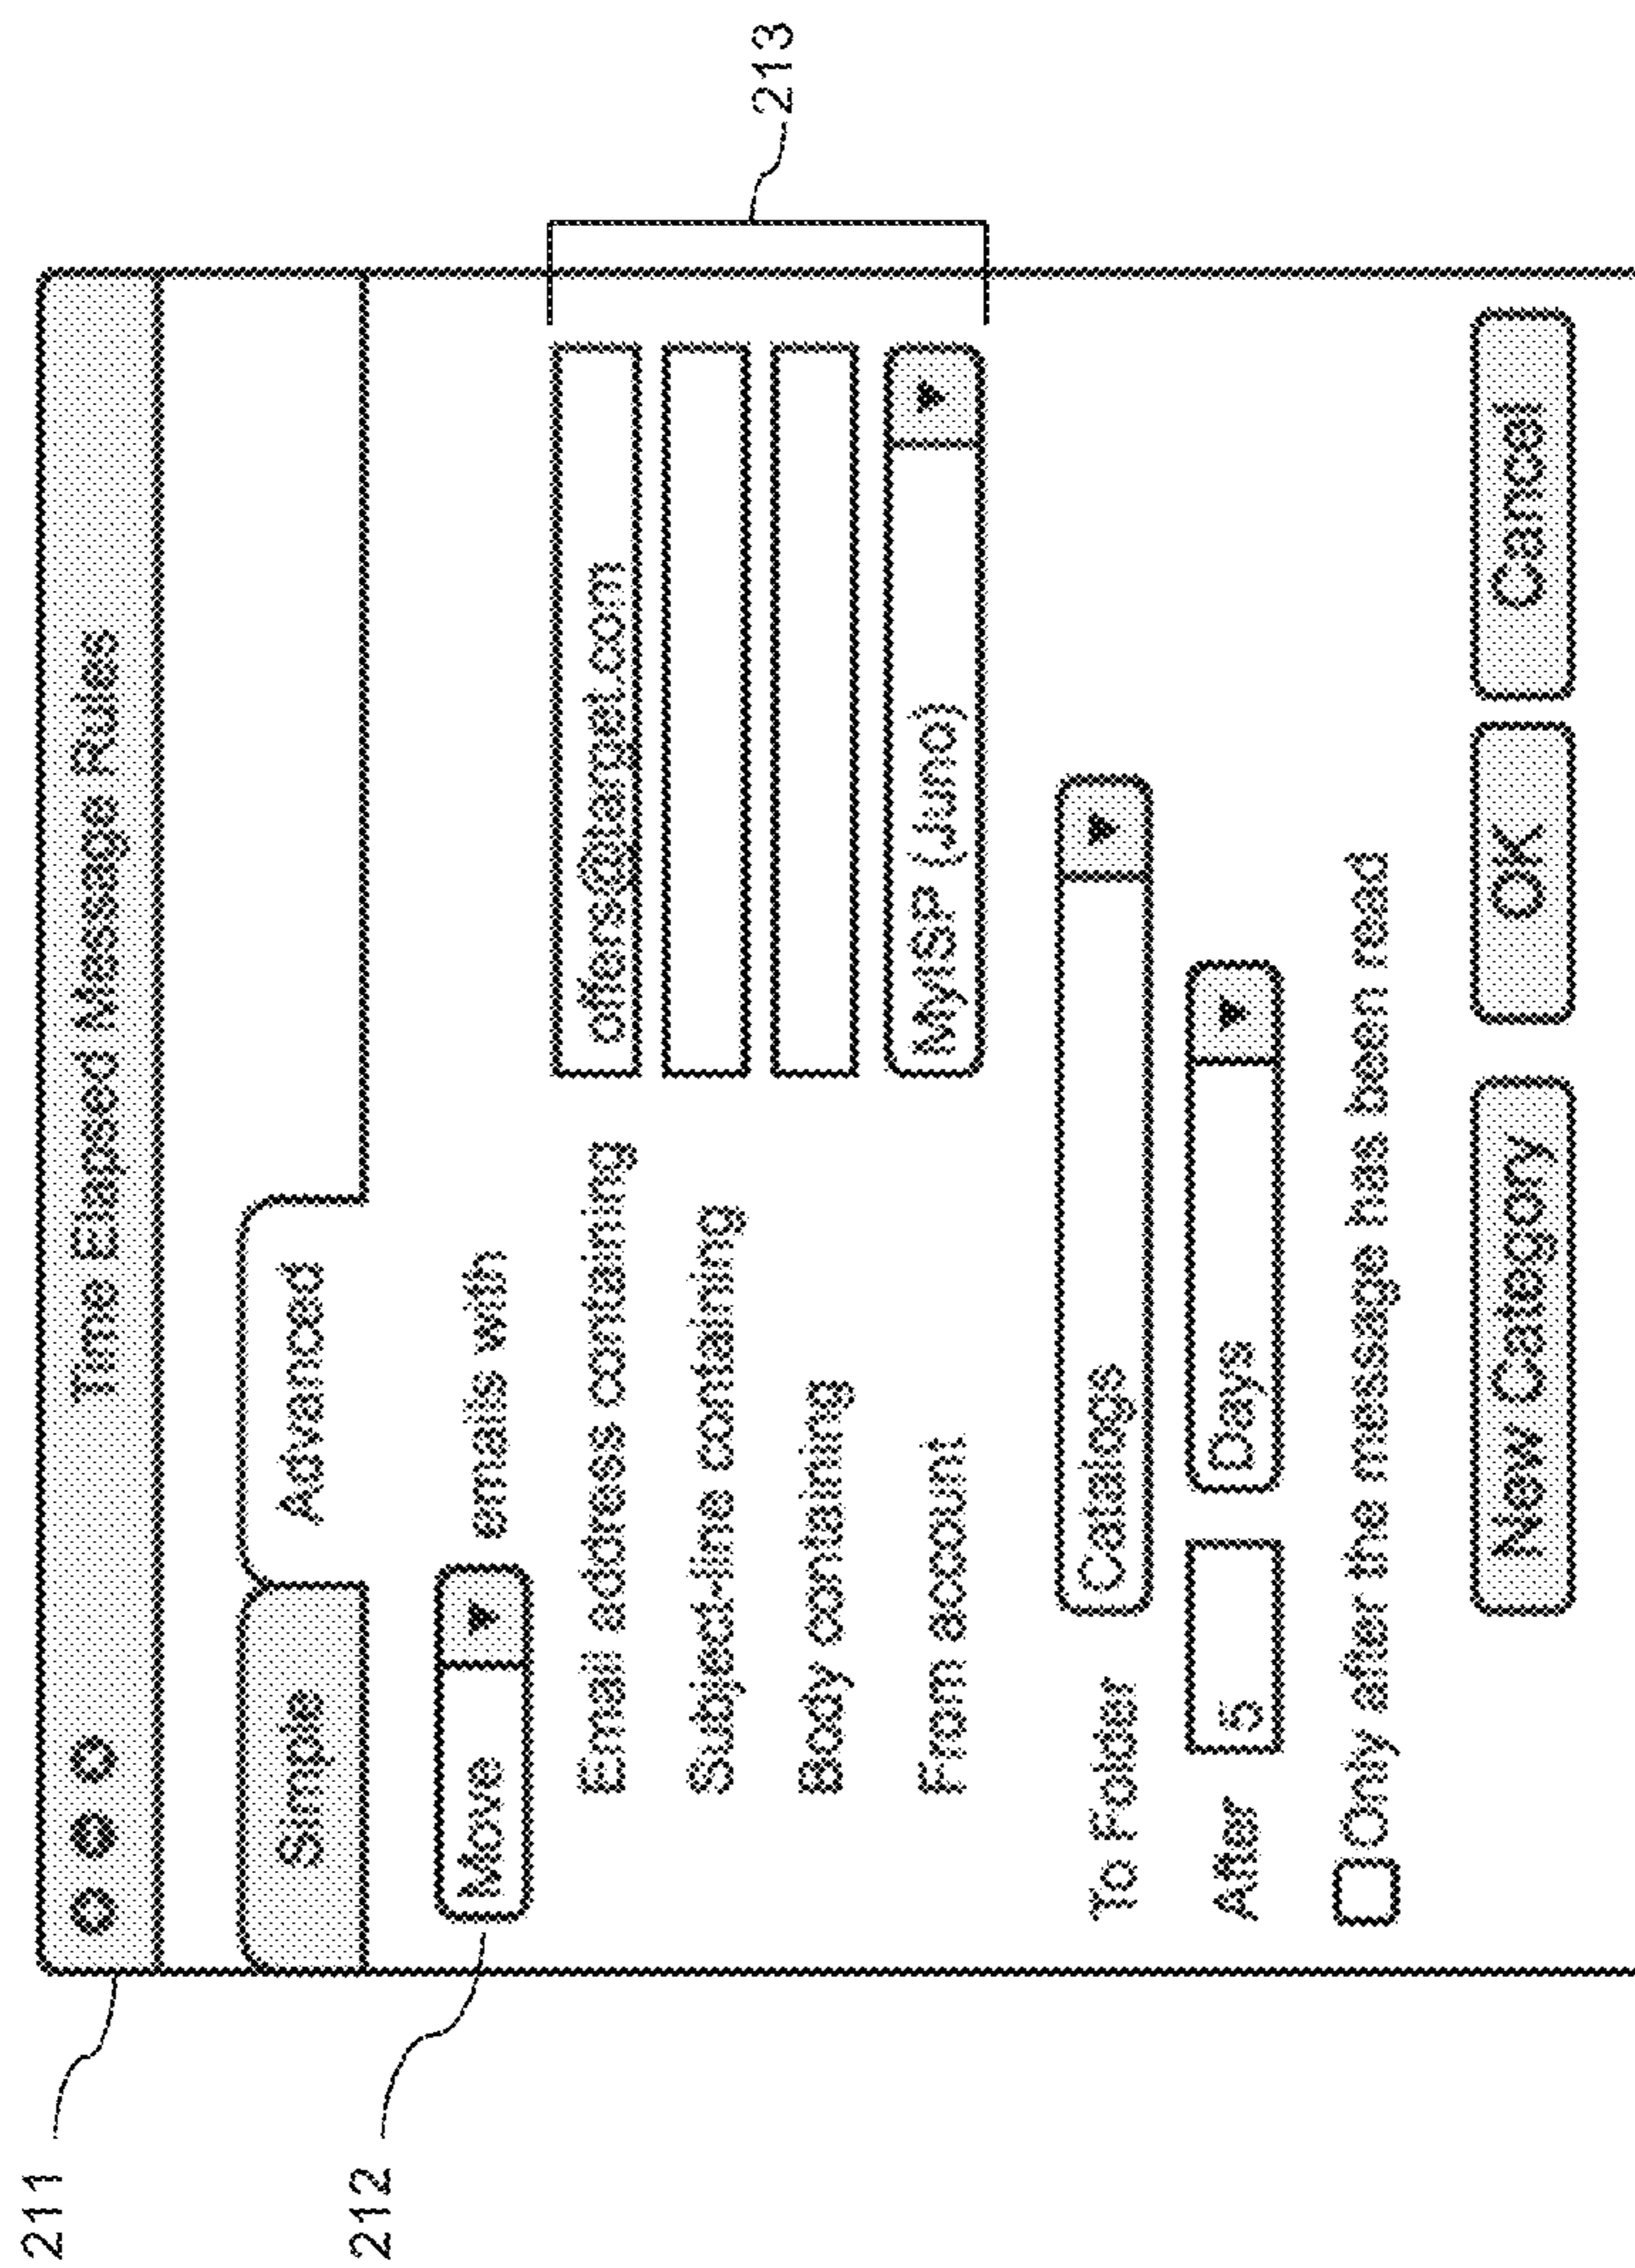 211
Time Elapsed Message Rules
Simple Advanced
212
Move emails with
Email address containing offers@target.com
Subject-line containing
Body containing
From account MyISP (Juno)
213
To Folder Catalogs
After 5 Days
Only after the message has been read
New Category OK Cancel